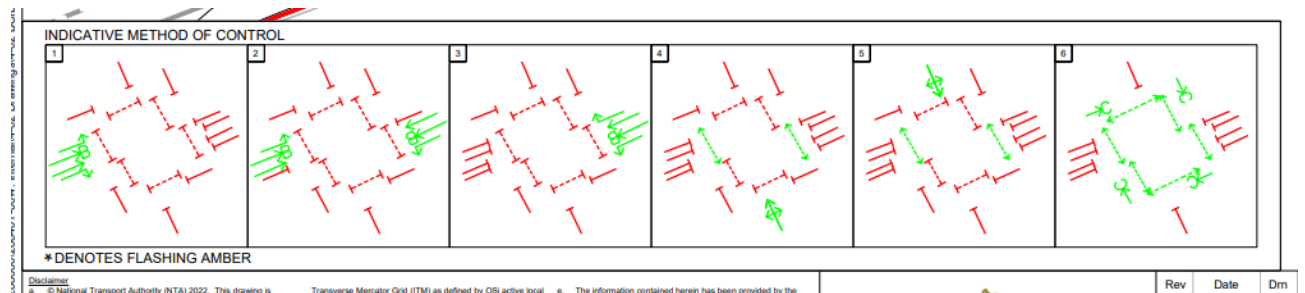 INDICATIVE METHOD OF CONTROL
1
2
3
4
5
6
B
B
B
B
C
C
C
C
* DENOTES FLASHING AMBER
Disclaimer
a. © National Transport Authority (NTA) 2022. This drawing is
Transverse Mercator Grid (ITM) as defined by OSi active local
e. The information contained herein has been provided by the
Rev Date Drn